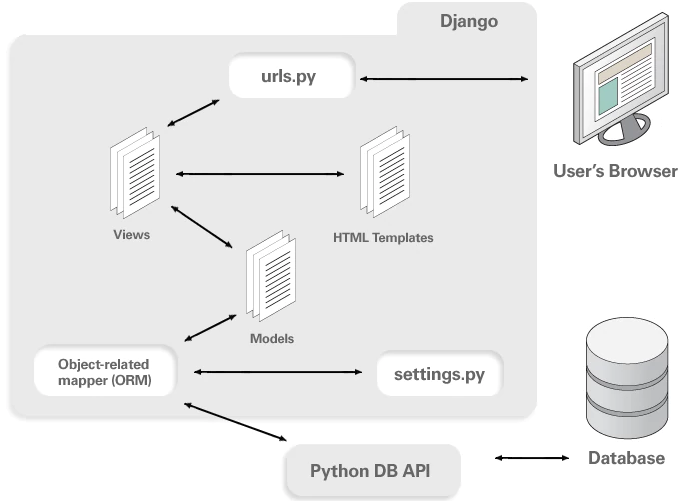 Django
urls.py
User's Browser
Views
HTML Templates
Models
Object-related
mapper (ORM)
settings.py
Database
Python DB API